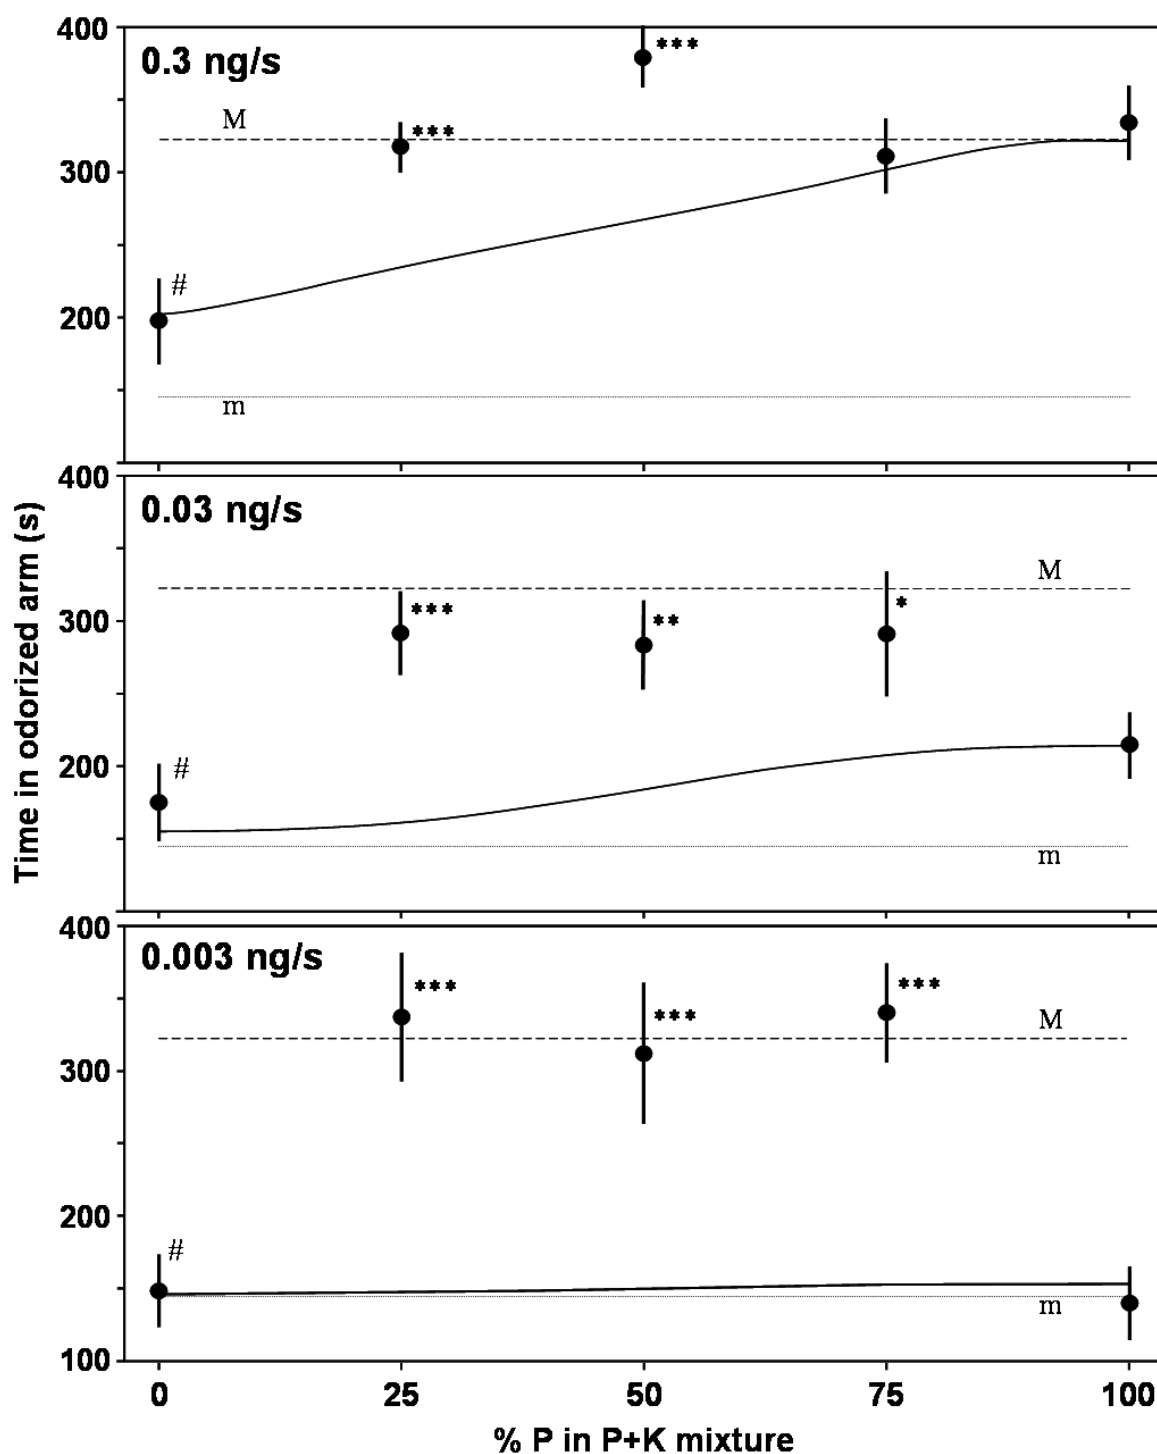 400
0.3 ng/s
***
M
***
300
#
200
m
400
0.03 ng/s
M
300
***
**
*
#
200
m
Time in odorized arm (s)
400
0.003 ng/s
***
***
***
M
300
200
#
m
100
0 25 50 75 100
% P in P+K mixture